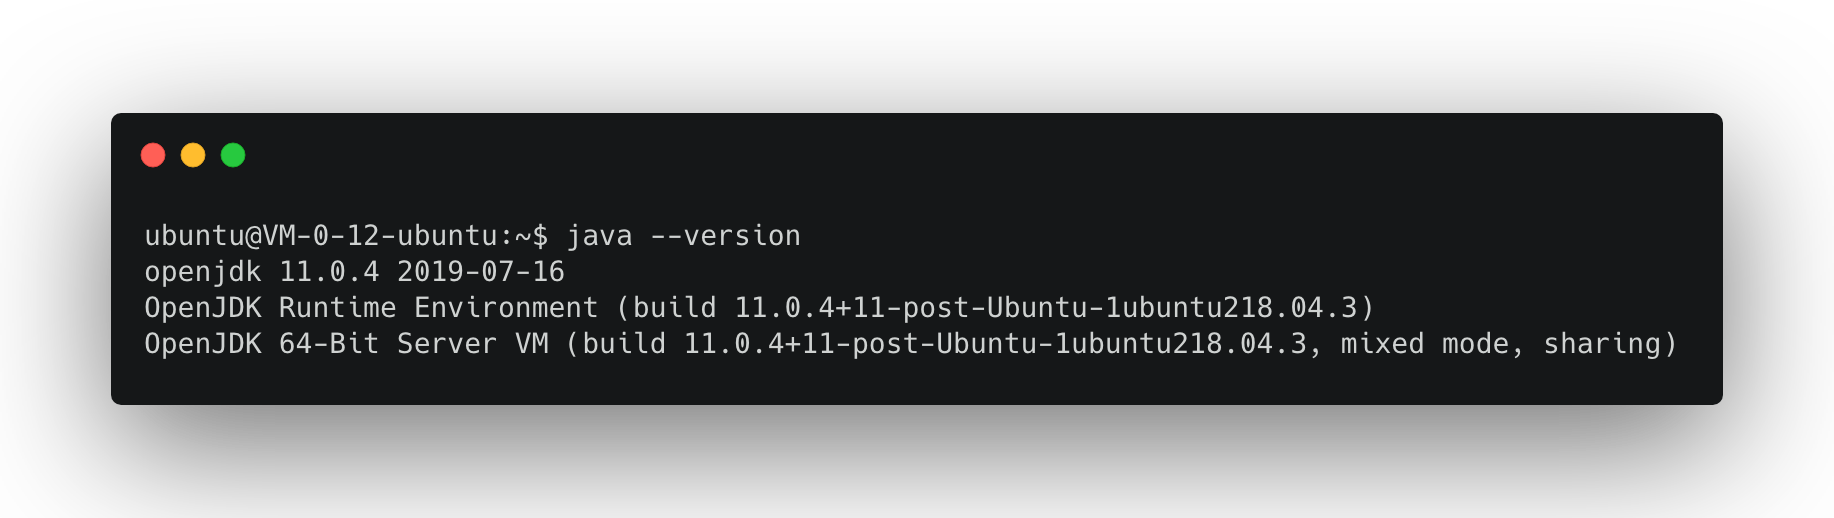 ubuntu@VM-0-12-ubuntu:~$ java --version
openjdk 11.0.4 2019-07-16
OpenJDK Runtime Environment (build 11.0.4+11-post-Ubuntu-1ubuntu218.04.3)
OpenJDK 64-Bit Server VM (build 11.0.4+11-post-Ubuntu-1ubuntu218.04.3, mixed mode, sharing)